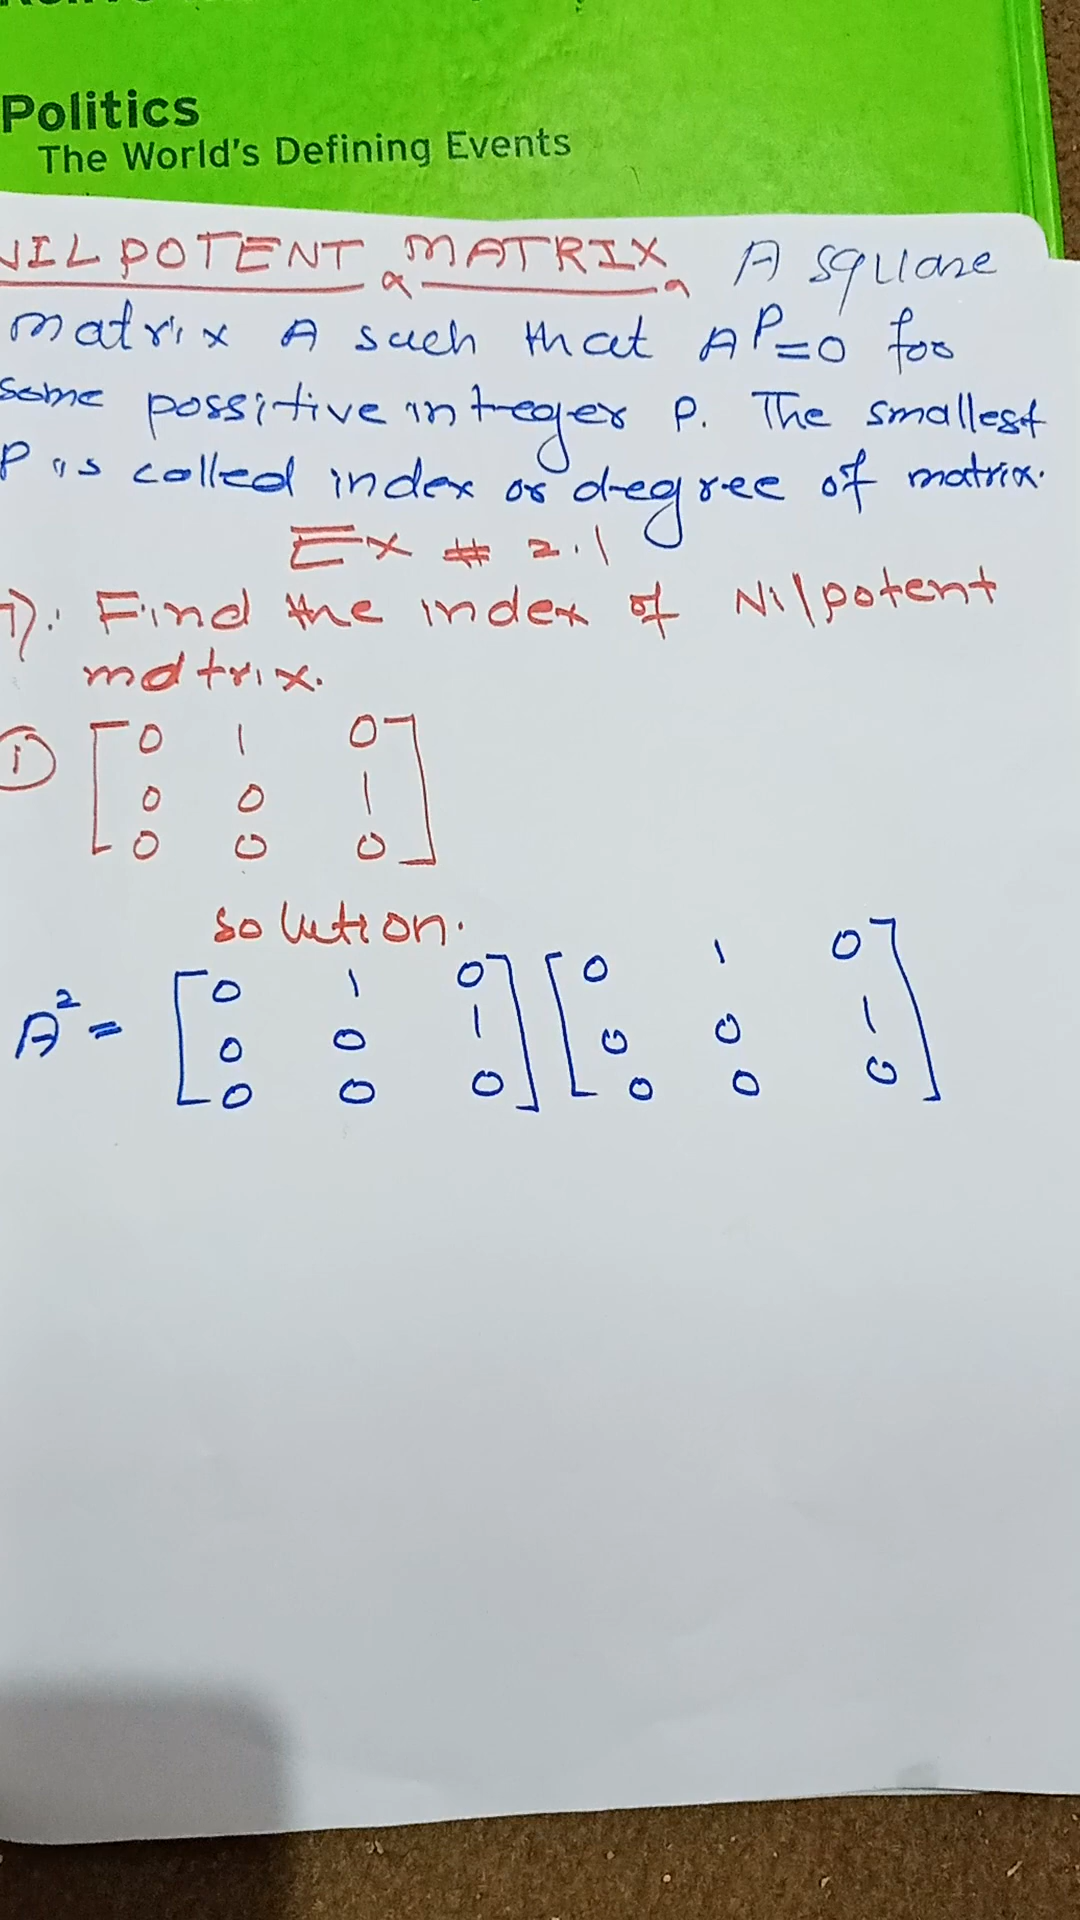 Politics
The World's Defining Events
NILPOTENT MATRIX A square
matrix A such that A^P=0 for
some possitive integer P. The smallest
P is called index or degree of matrix.
Ex # 2.1
7). Find the index of Nilpotent
matrix.
(i) [0 1 0]
0 0 1
0 0 0
solution.
A²= [0 1 0] [0 1 0]
0 0 1 0 0 1
0 0 0 0 0 0